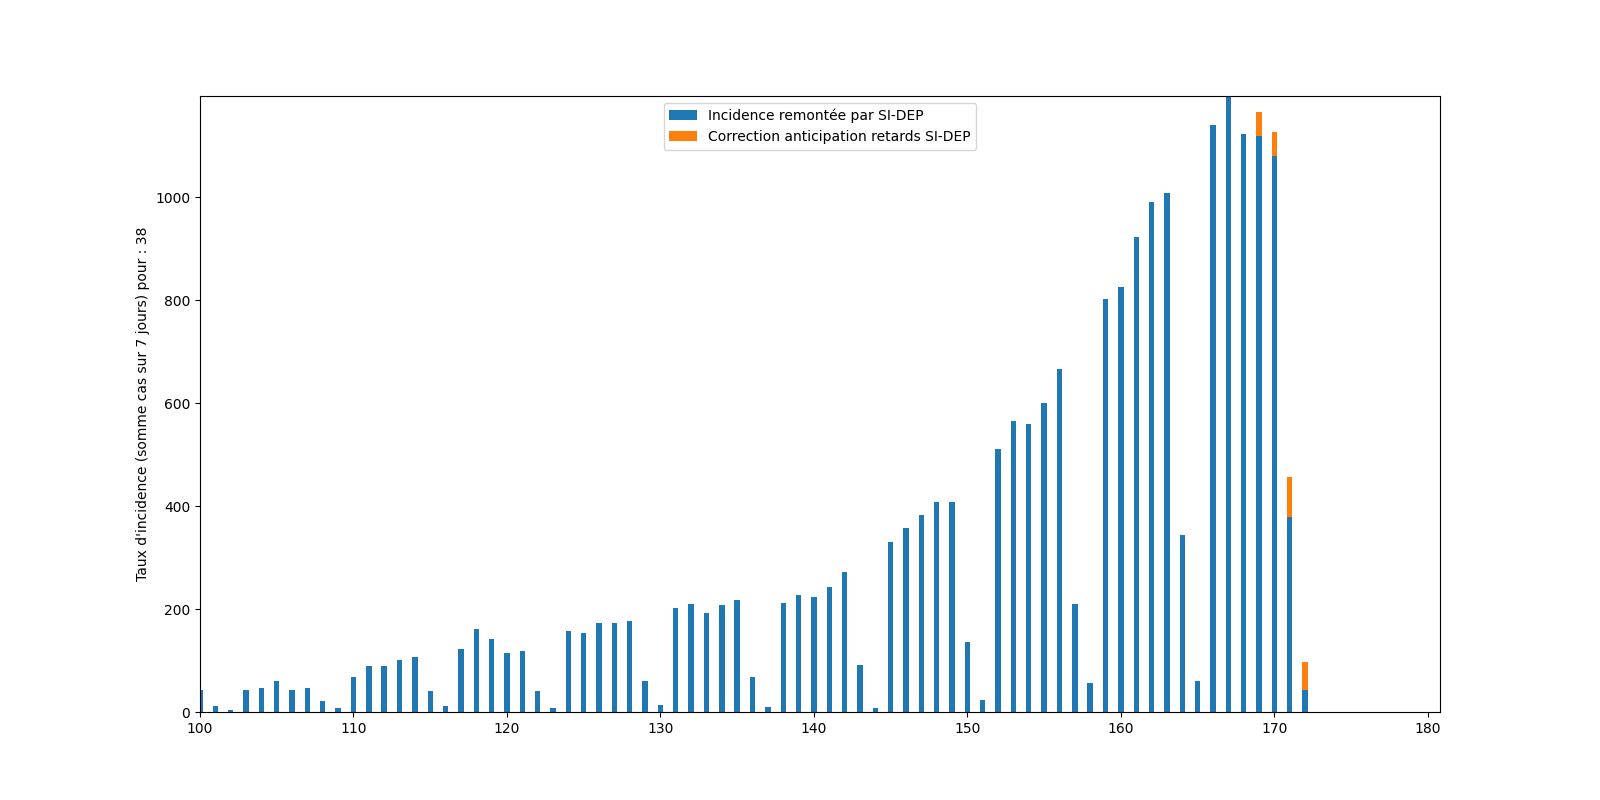 Incidence remontée par SI-DEP
Correction anticipation retards SI-DEP
Taux d'incidence (somme cas sur 7 jours) pour : 38
1000
800
600
400
200
0
100 110 120 130 140 150 160 170 180